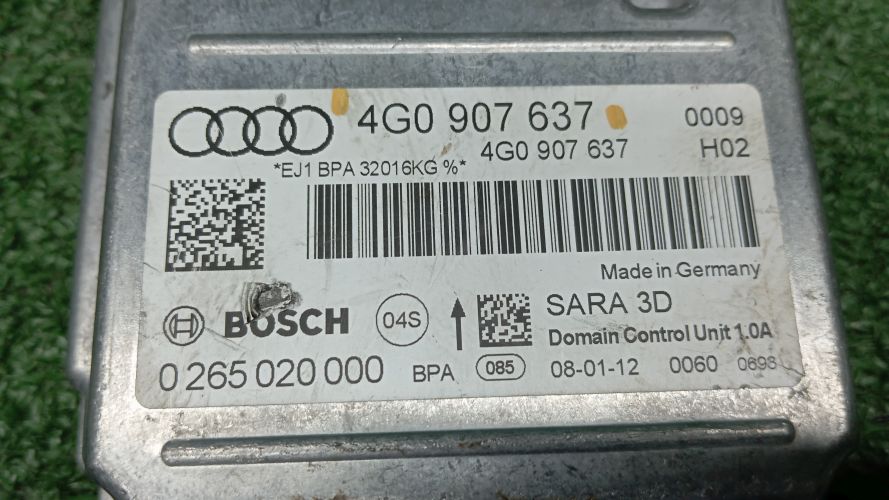 4G0 907 637 0009
4G0 907 637 H02
*EJ1 BPA 32016KG %*
Made in Germany
SARA 3D
BOSCH 04S
Domain Control Unit 1.0A
0 265 020 000 BPA 085 08-01-12 0060 0698